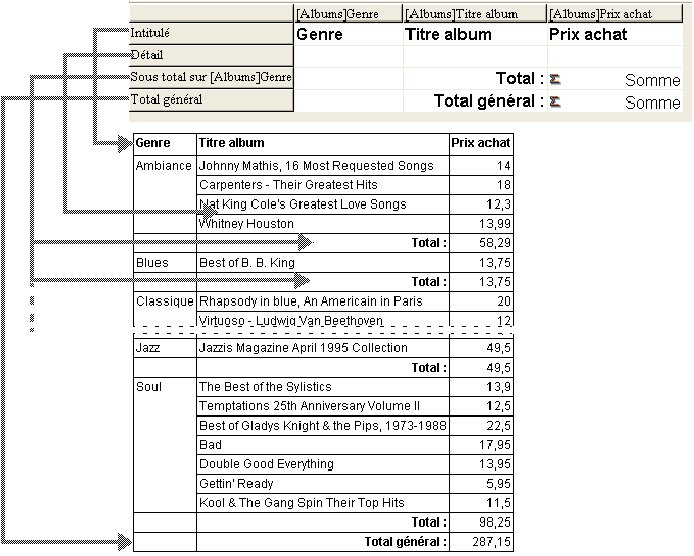 [Albums]Genre [Albums]Titre album [Albums]Prix achat
Intitulé Genre Titre album Prix achat
Détail
Sous total sur [Albums]Genre Total : Σ Somme
Total général Total général : Σ Somme
Genre Titre album Prix achat
Ambiance Johnny Mathis, 16 Most Requested Songs 14
Carpenters - Their Greatest Hits 18
Nat King Cole's Greatest Love Songs 12,3
Whitney Houston 13,99
Total : 58,29
Blues Best of B. B. King 13,75
Total : 13,75
Classique Rhapsody in blue, An Americain in Paris 20
Virtuoso - Ludwig Van Beethoven 12
Jazz Jazzis Magazine April 1995 Collection 49,5
Total : 49,5
Soul The Best of the Sylistics 13,9
Temptations 25th Anniversary Volume II 12,5
Best of Gladys Knight & the Pips, 1973-1988 22,5
Bad 17,95
Double Good Everything 13,95
Gettin' Ready 5,95
Kool & The Gang Spin Their Top Hits 11,5
Total : 98,25
Total général : 287,15